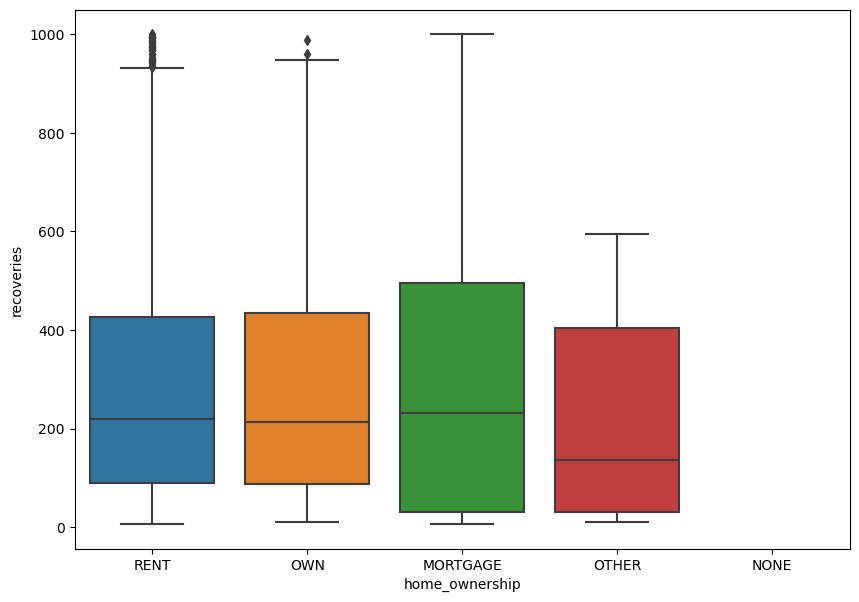 1000
800
600
400
200
0
recoveries
RENT OWN MORTGAGE OTHER NONE
home_ownership